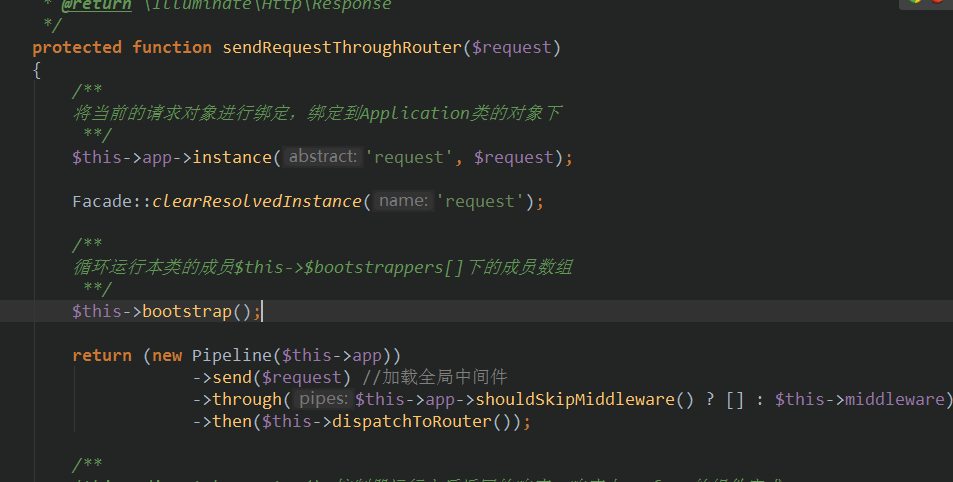 * @return \Illuminate\Http\Response
*/
protected function sendRequestThroughRouter($request)
{
/**
将当前的请求对象进行绑定，绑定到Application类的对象下
**/
$this->app->instance( abstract: 'request', $request);
Facade::clearResolvedInstance( name: 'request');
/**
循环运行本类的成员$this->$bootstrappers[]下的成员数组
**/
$this->bootstrap();
return (new Pipeline($this->app))
->send($request) //加载全局中间件
->through( pipes: $this->app->shouldSkipMiddleware() ? [] : $this->middleware)
->then($this->dispatchToRouter());
/**